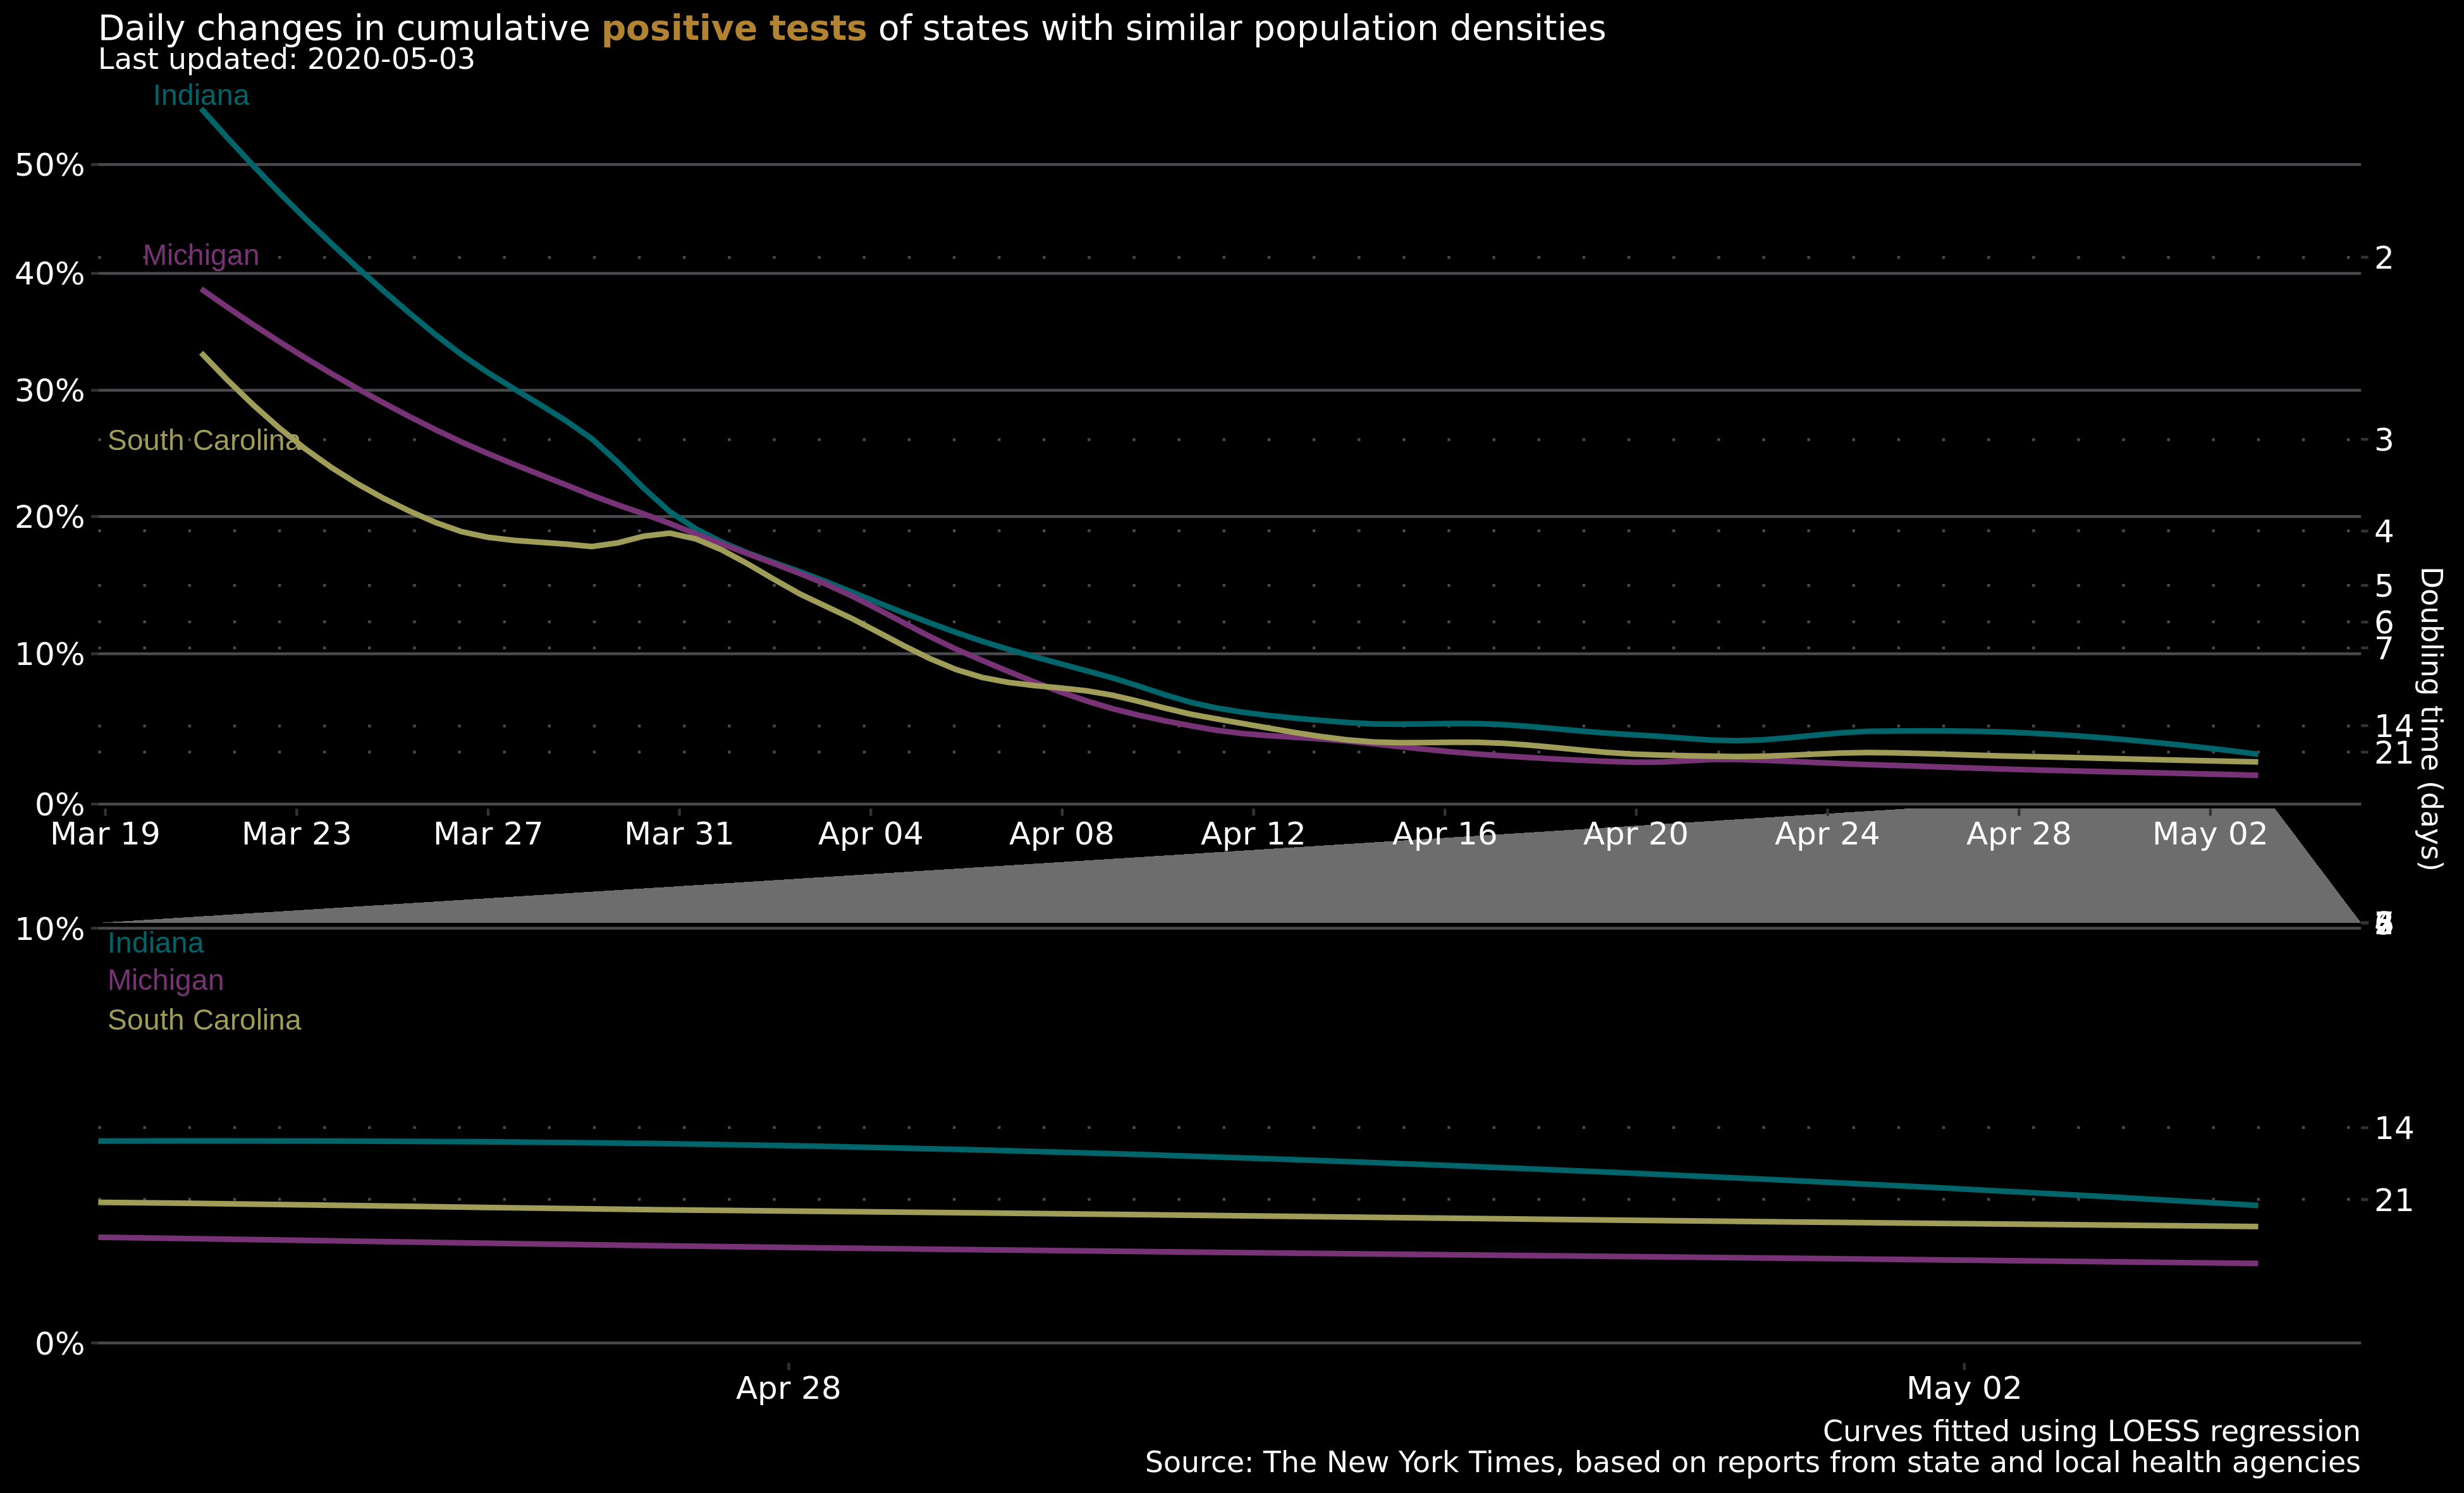 Daily changes in cumulative positive tests of states with similar population densities
Last updated: 2020-05-03
Indiana
50%
Michigan
2
40%
30%
South Carolina
3
20%
4
5
6
7
10%
14
21
0%
Doubling time (days)
Mar 19 Mar 23 Mar 27 Mar 31 Apr 04 Apr 08 Apr 12 Apr 16 Apr 20 Apr 24 Apr 28 May 02
10%
Indiana
Michigan
South Carolina
14
21
0%
Apr 28 May 02
Curves fitted using LOESS regression
Source: The New York Times, based on reports from state and local health agencies